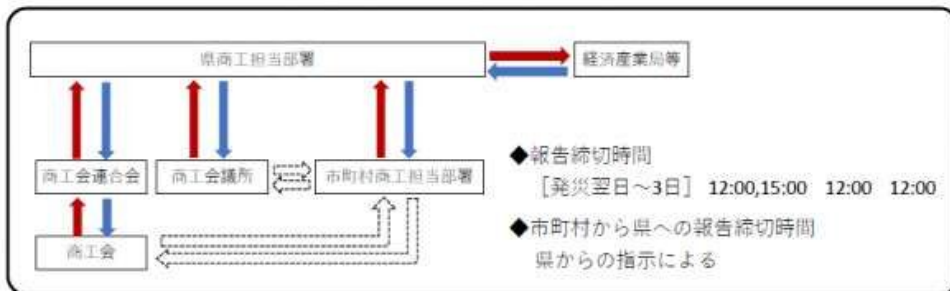 県商工担当部署
経済産業局等
商工会連合会
商工会議所
市町村商工担当部署
商工会
◆報告締切時間
［発災翌日～3日］ 12:00,15:00 12:00 12:00
◆市町村から県への報告締切時間
県からの指示による